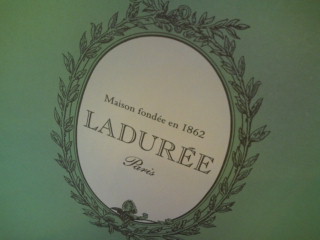 Maison fondée en 1862
LADURÉE
Paris